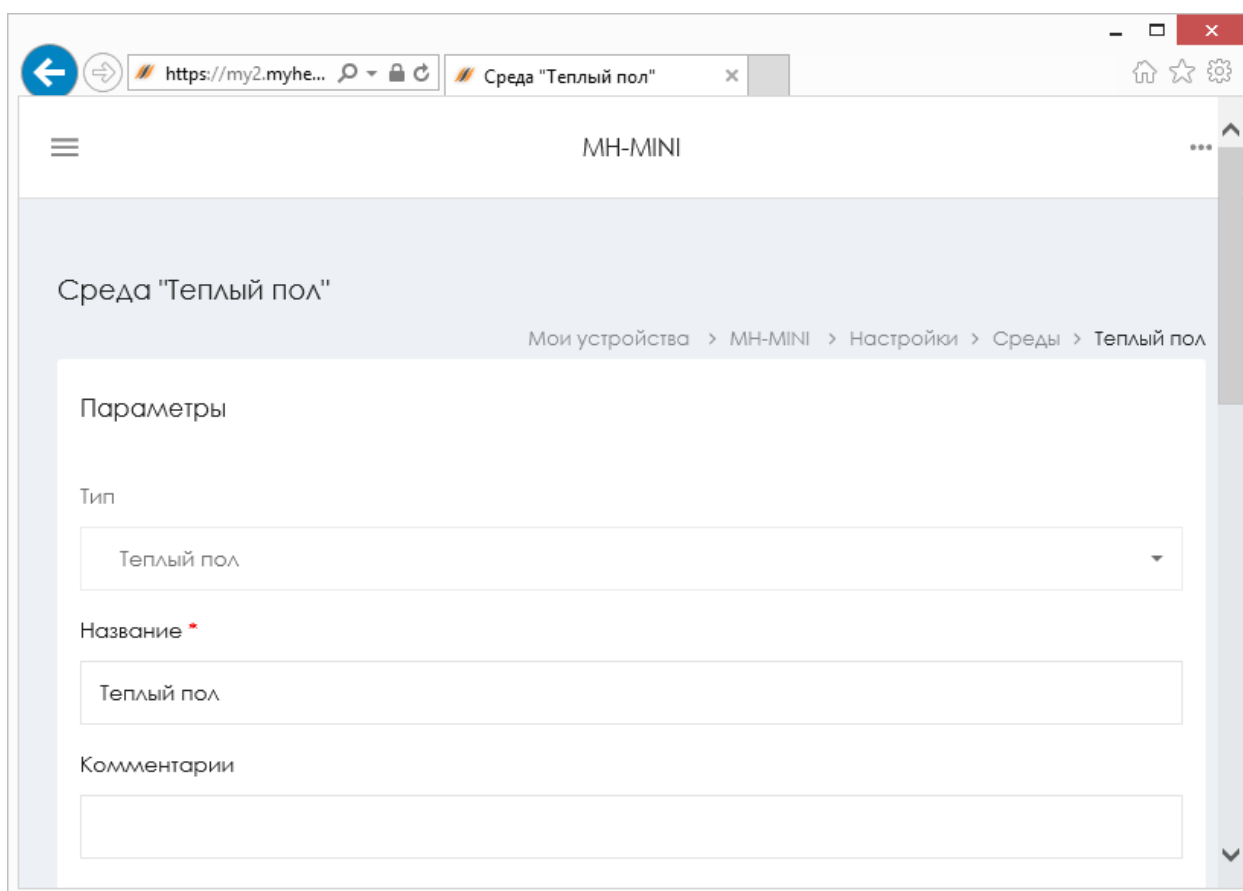 https://my2.myhe... Среда "Теплый пол"
MH-MINI
Среда "Теплый пол"
Мои устройства > MH-MINI > Настройки > Среды > Теплый пол
Параметры
Тип
Теплый пол
Название *
Теплый пол
Комментарии